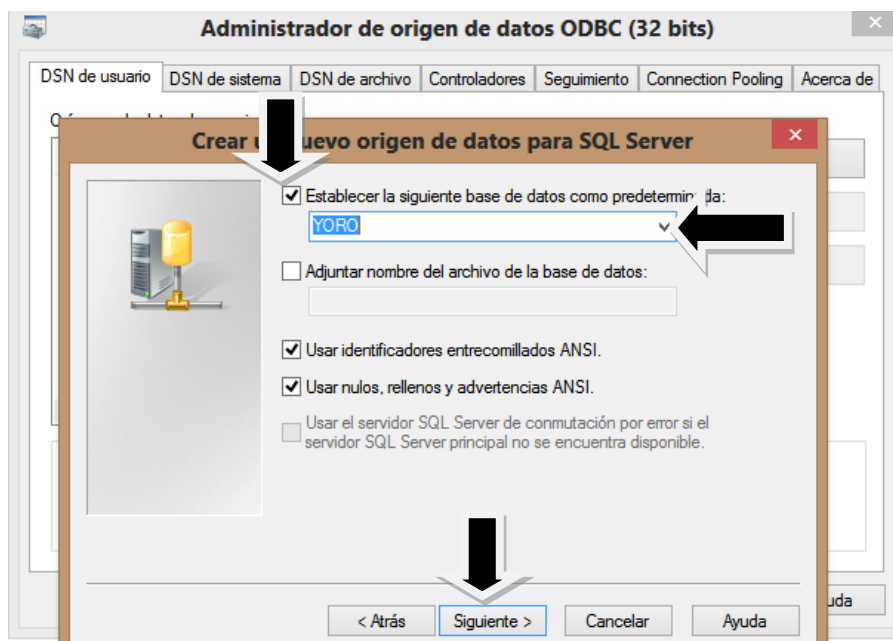 Administrador de origen de datos ODBC (32 bits)
DSN de usuario DSN de sistema DSN de archivo Controladores Seguimiento Connection Pooling Acerca de
Crear u uevo origen de datos para SQL Server
Establecer la siguiente base de datos como predetermin da:
YORO
Adjuntar nombre del archivo de la base de datos:
Usar identificadores entrecomillados ANSI.
Usar nulos, rellenos y advertencias ANSI.
Usar el servidor SQL Server de conmutación por error si el
servidor SQL Server principal no se encuentra disponible.
< Atrás Siguiente > Cancelar Ayuda
uda